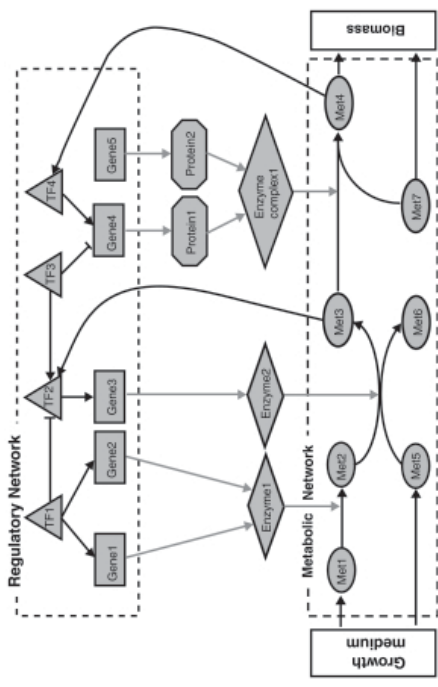 Regulatory Network
TF1
TF2
TF3
TF4
Gene1
Gene2
Gene3
Gene4
Gene5
Protein1
Protein2
Enzyme1
Enzyme2
Enzyme
complex1
Metabolic Network
Met1
Met2
Met3
Met4
Met5
Met6
Met7
Growth
medium
Biomass